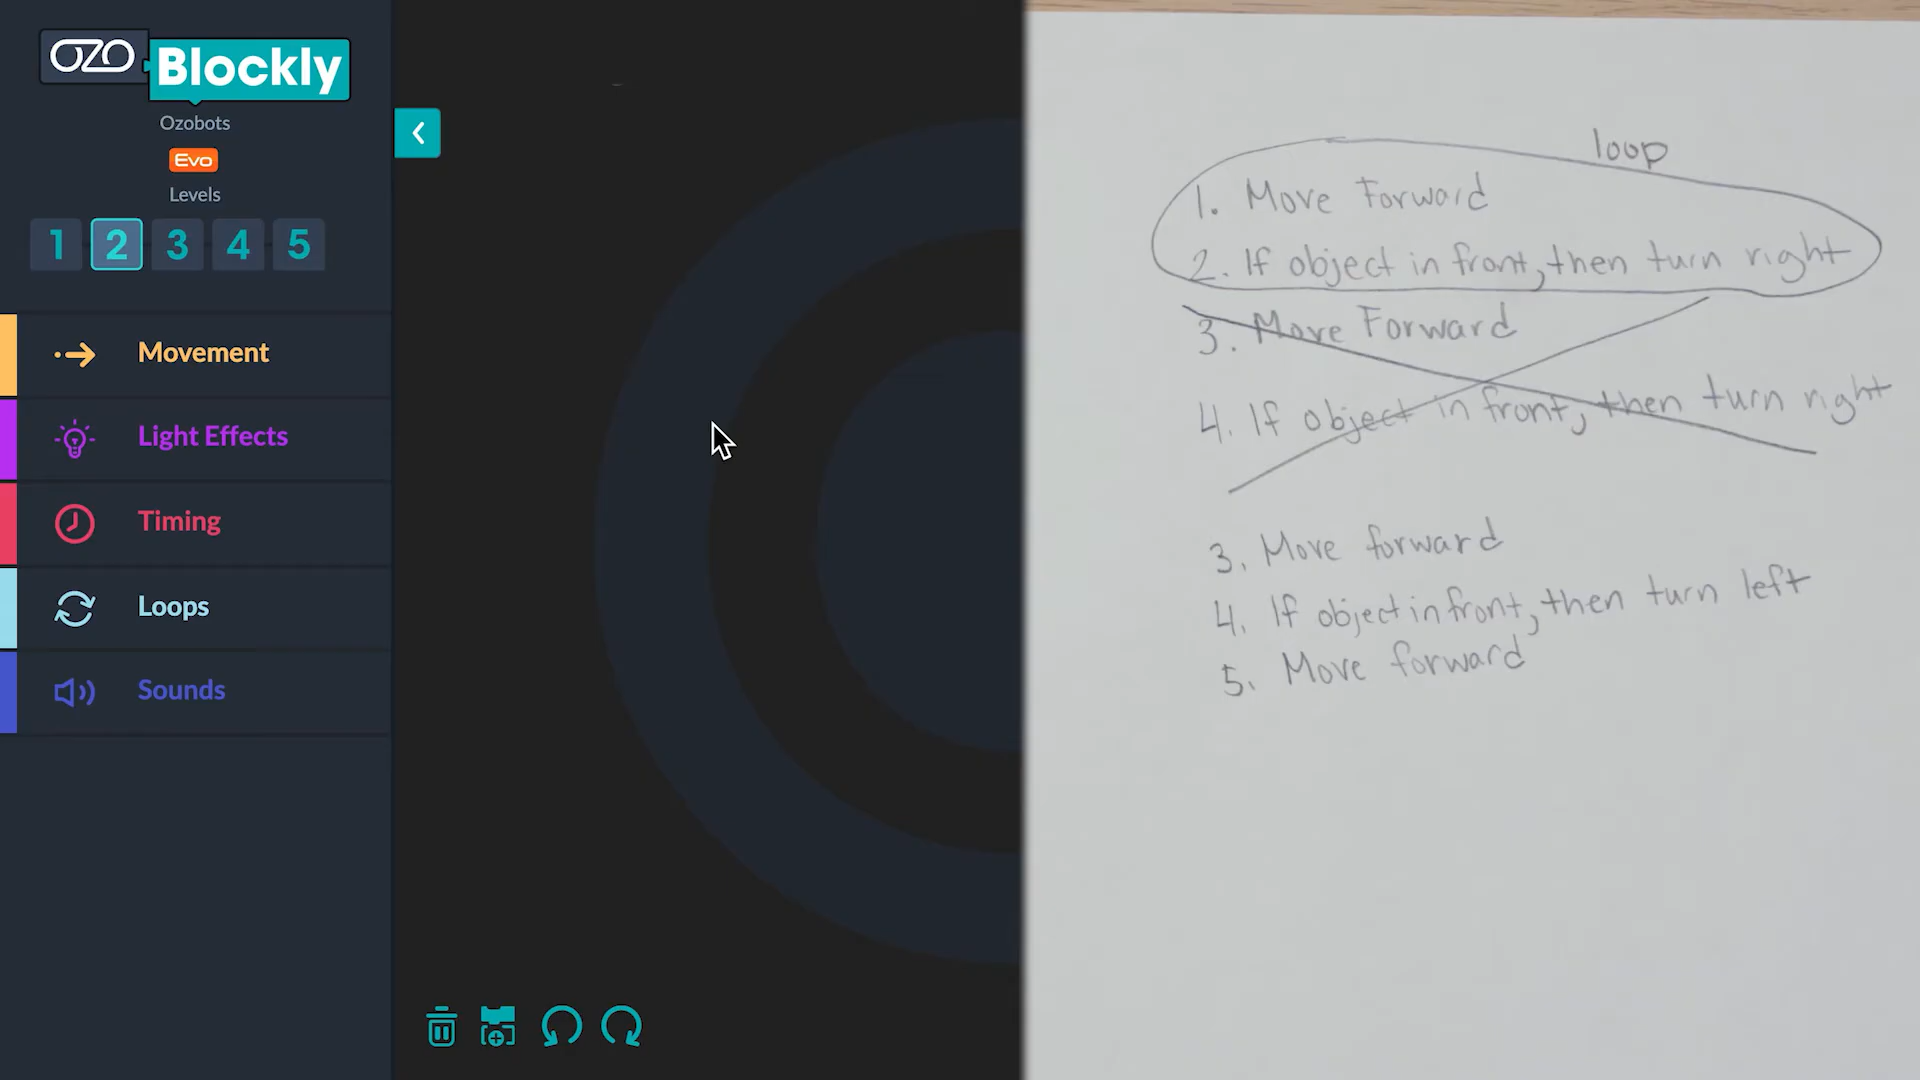 OZO Blockly
Ozobots
Evo
Levels
1 2 3 4 5
Movement
Light Effects
Timing
Loops
Sounds
loop
1. Move Forward
2. If object in front, then turn right
3. Move Forward
4. If object in front, then turn right
3. Move forward
4. If object in front, then turn left
5. Move forward